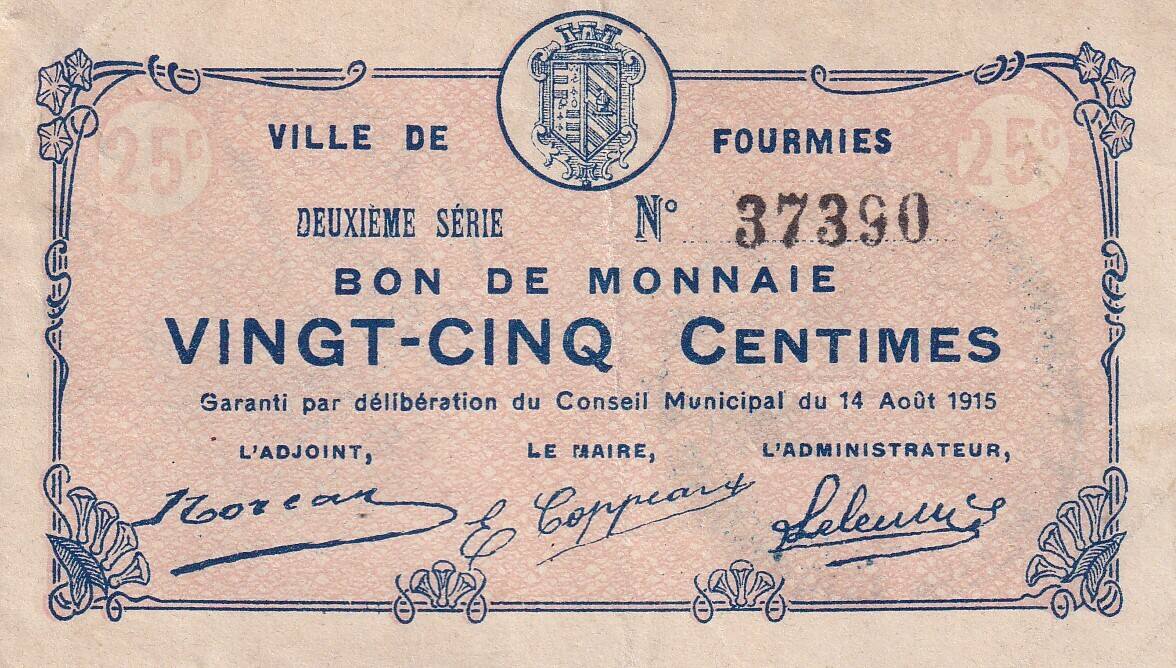 25c 25c
VILLE DE FOURMIES
DEUXIÈME SÉRIE Nº 37390
BON DE MONNAIE
VINGT-CINQ CENTIMES
Garanti par délibération du Conseil Municipal du 14 Août 1915
L'ADJOINT, LE MAIRE, L'ADMINISTRATEUR,